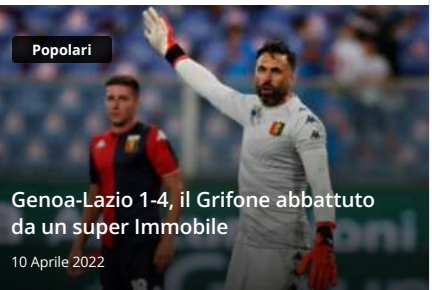 Popolari
Genoa-Lazio 1-4, il Grifone abbattuto
da un super Immobile
10 Aprile 2022